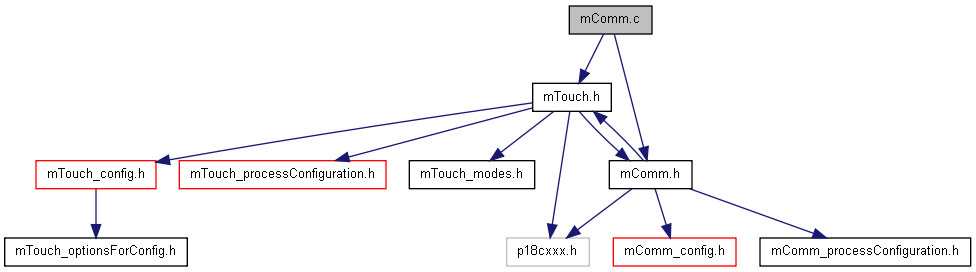 mComm.c
mTouch.h
mTouch_config.h
mTouch_processConfiguration.h
mTouch_modes.h
mComm.h
mTouch_optionsForConfig.h
p18cxxx.h
mComm_config.h
mComm_processConfiguration.h